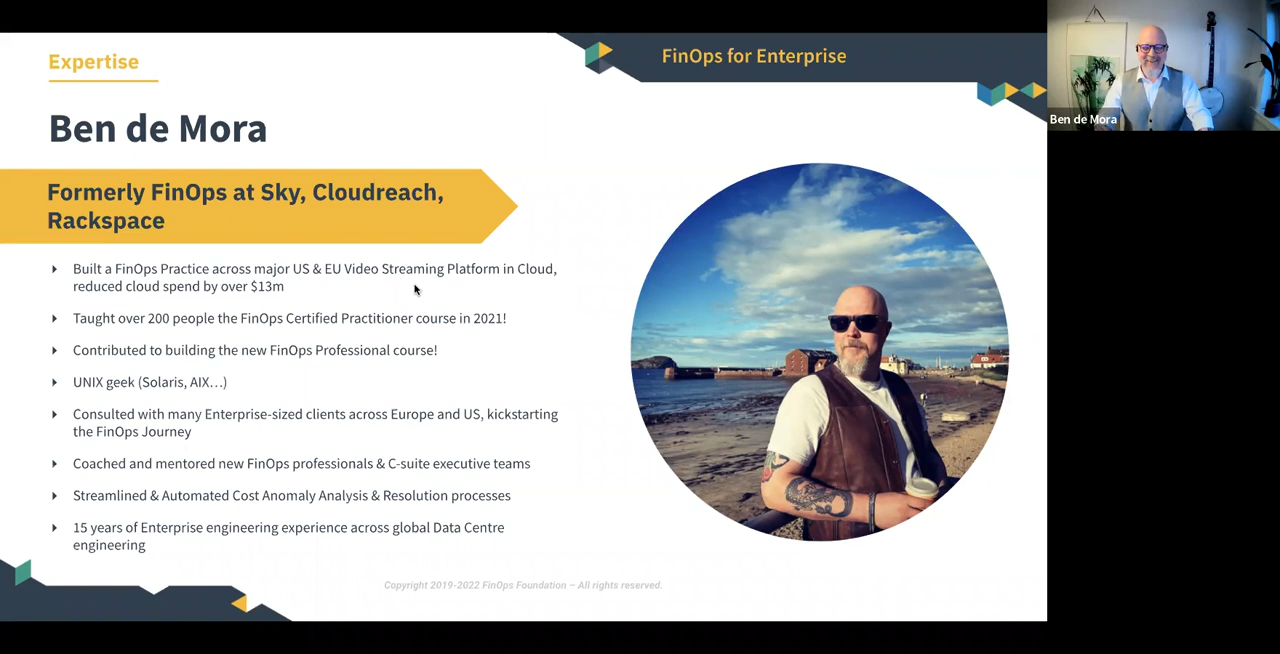 Expertise
FinOps for Enterprise
Ben de Mora
Ben de Mora
Formerly FinOps at Sky, Cloudreach,
Rackspace
Built a FinOps Practice across major US & EU Video Streaming Platform in Cloud,
reduced cloud spend by over $13m
Taught over 200 people the FinOps Certified Practitioner course in 2021!
Contributed to building the new FinOps Professional course!
UNIX geek (Solaris, AIX…)
Consulted with many Enterprise-sized clients across Europe and US, kickstarting
the FinOps Journey
Coached and mentored new FinOps professionals & C-suite executive teams
Streamlined & Automated Cost Anomaly Analysis & Resolution processes
15 years of Enterprise engineering experience across global Data Centre
engineering
Copyright 2019-2022 FinOps Foundation – All rights reserved.